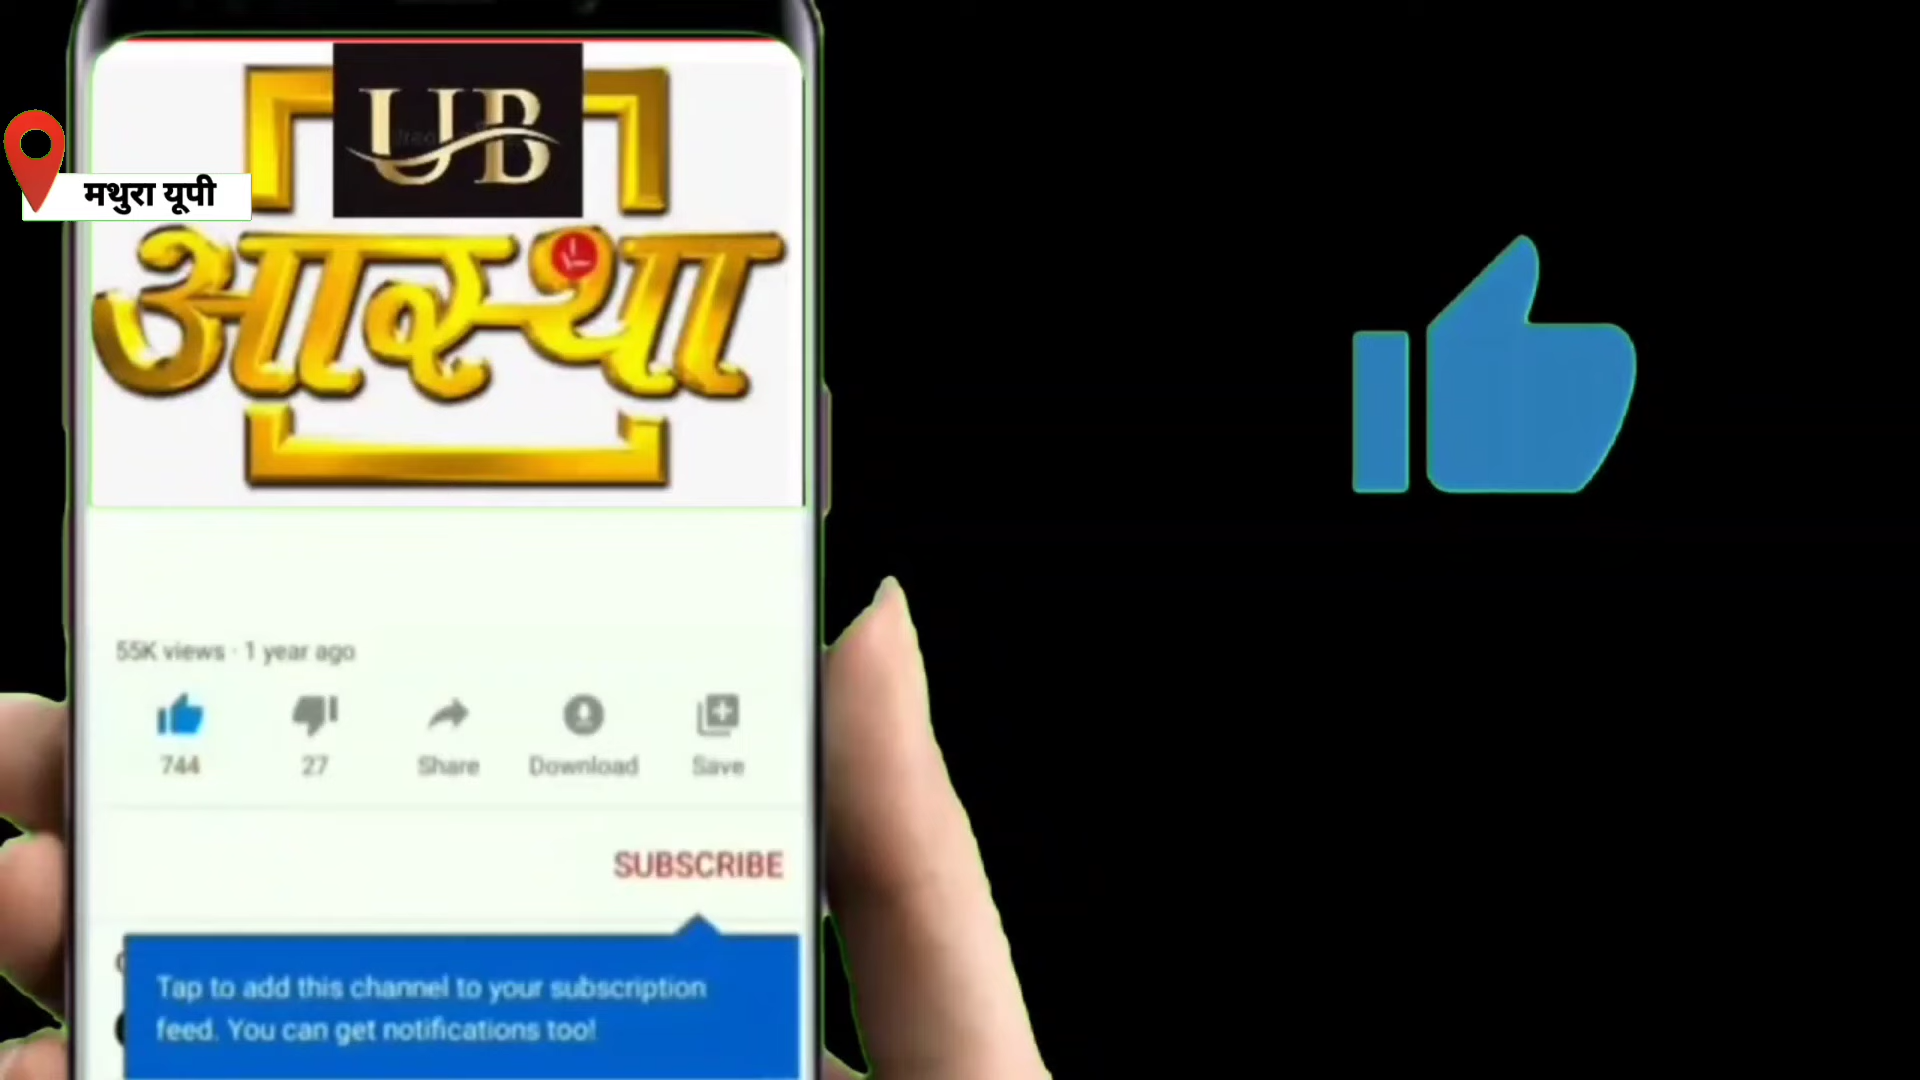 UB
मथुरा यूपी
आस्था
55K views · 1 year ago
744
27
Share
Download
Save
SUBSCRIBE
Tap to add this channel to your subscription
feed. You can get notifications too!